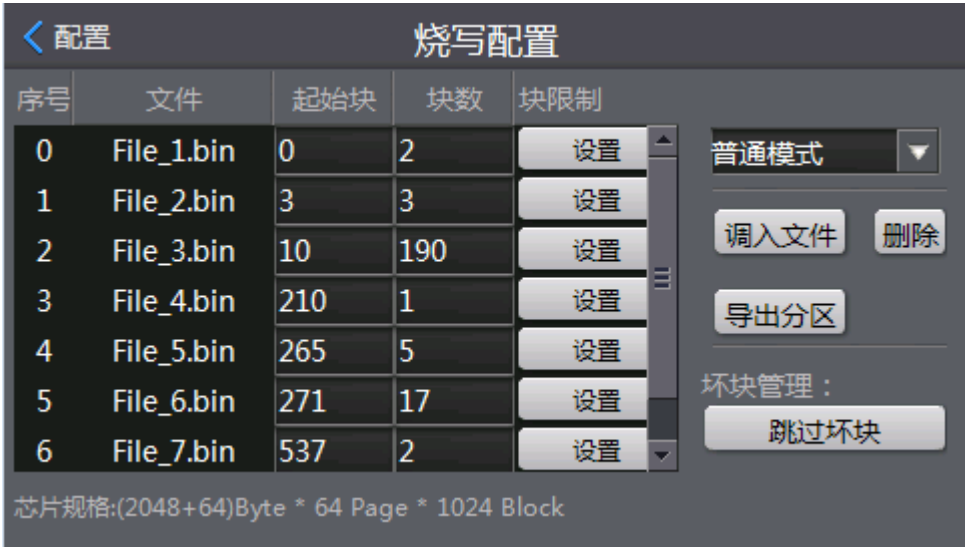 配置 烧写配置
序号 文件 起始块 块数 块限制
0 File_1.bin 0 2 设置 普通模式
1 File_2.bin 3 3 设置
调入文件 删除
2 File_3.bin 10 190 设置
3 File_4.bin 210 1 设置 导出分区
4 File_5.bin 265 5 设置
坏块管理：
5 File_6.bin 271 17 设置
跳过坏块
6 File_7.bin 537 2 设置
芯片规格:(2048+64)Byte * 64 Page * 1024 Block